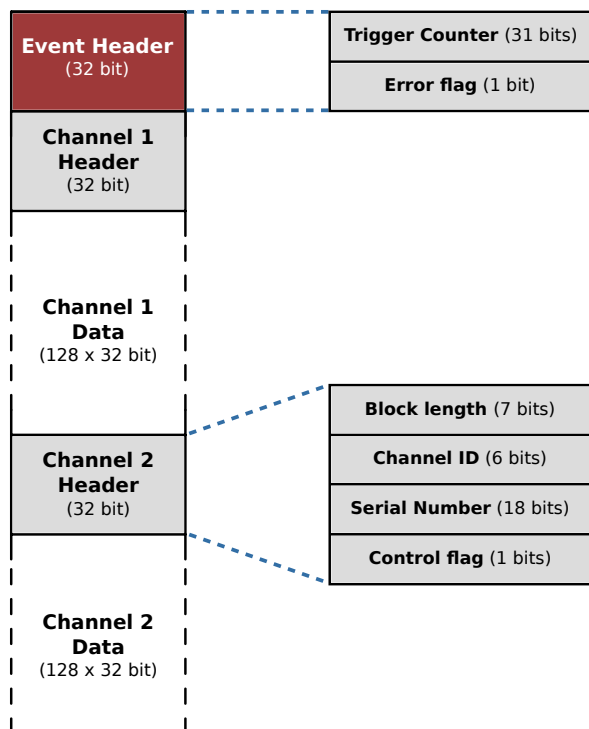 Event Header
(32 bit)
Trigger Counter (31 bits)
Error flag (1 bit)
Channel 1
Header
(32 bit)
Channel 1
Data
(128 x 32 bit)
Channel 2
Header
(32 bit)
Block length (7 bits)
Channel ID (6 bits)
Serial Number (18 bits)
Control flag (1 bits)
Channel 2
Data
(128 x 32 bit)